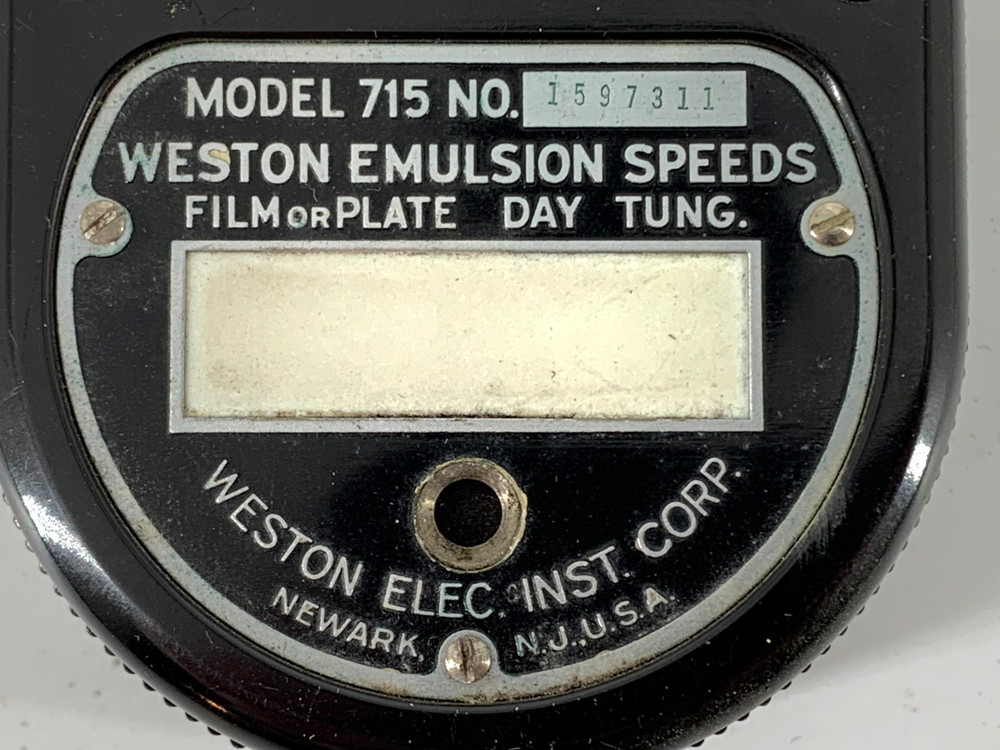 MODEL 715 NO. 1597311
WESTON EMULSION SPEEDS
FILM OR PLATE DAY TUNG.
WESTON ELEC. INST. CORP.
NEWARK, N.J., U.S.A.